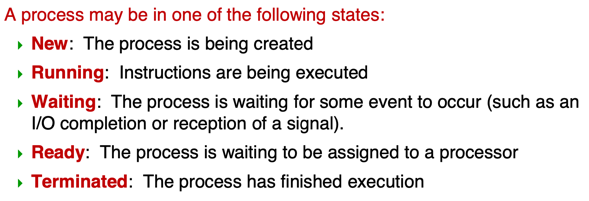 A process may be in one of the following states:
New: The process is being created
Running: Instructions are being executed
Waiting: The process is waiting for some event to occur (such as an
I/O completion or reception of a signal).
Ready: The process is waiting to be assigned to a processor
Terminated: The process has finished execution